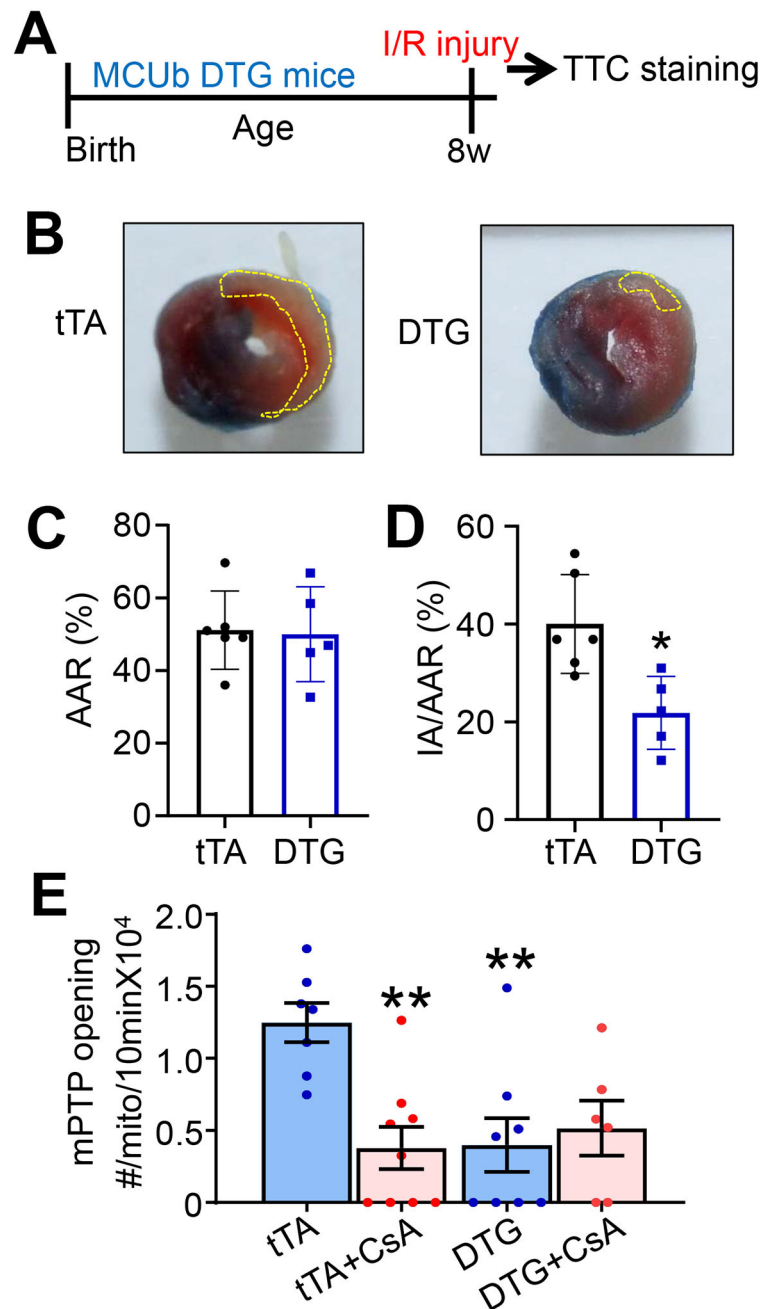 A
I/R injury
MCUb DTG mice
TTC staining
Age
Birth
8w
B
tTA
DTG
C
80
60
40
20
0
AAR (%)
tTA
DTG
D
60
40
20
0
IA/AAR (%)
*
tTA
DTG
E
mPTP opening
#/mito/10minX10⁴
2.0
1.5
1.0
0.5
0
**
**
tTA
tTA+CsA
DTG
DTG+CsA